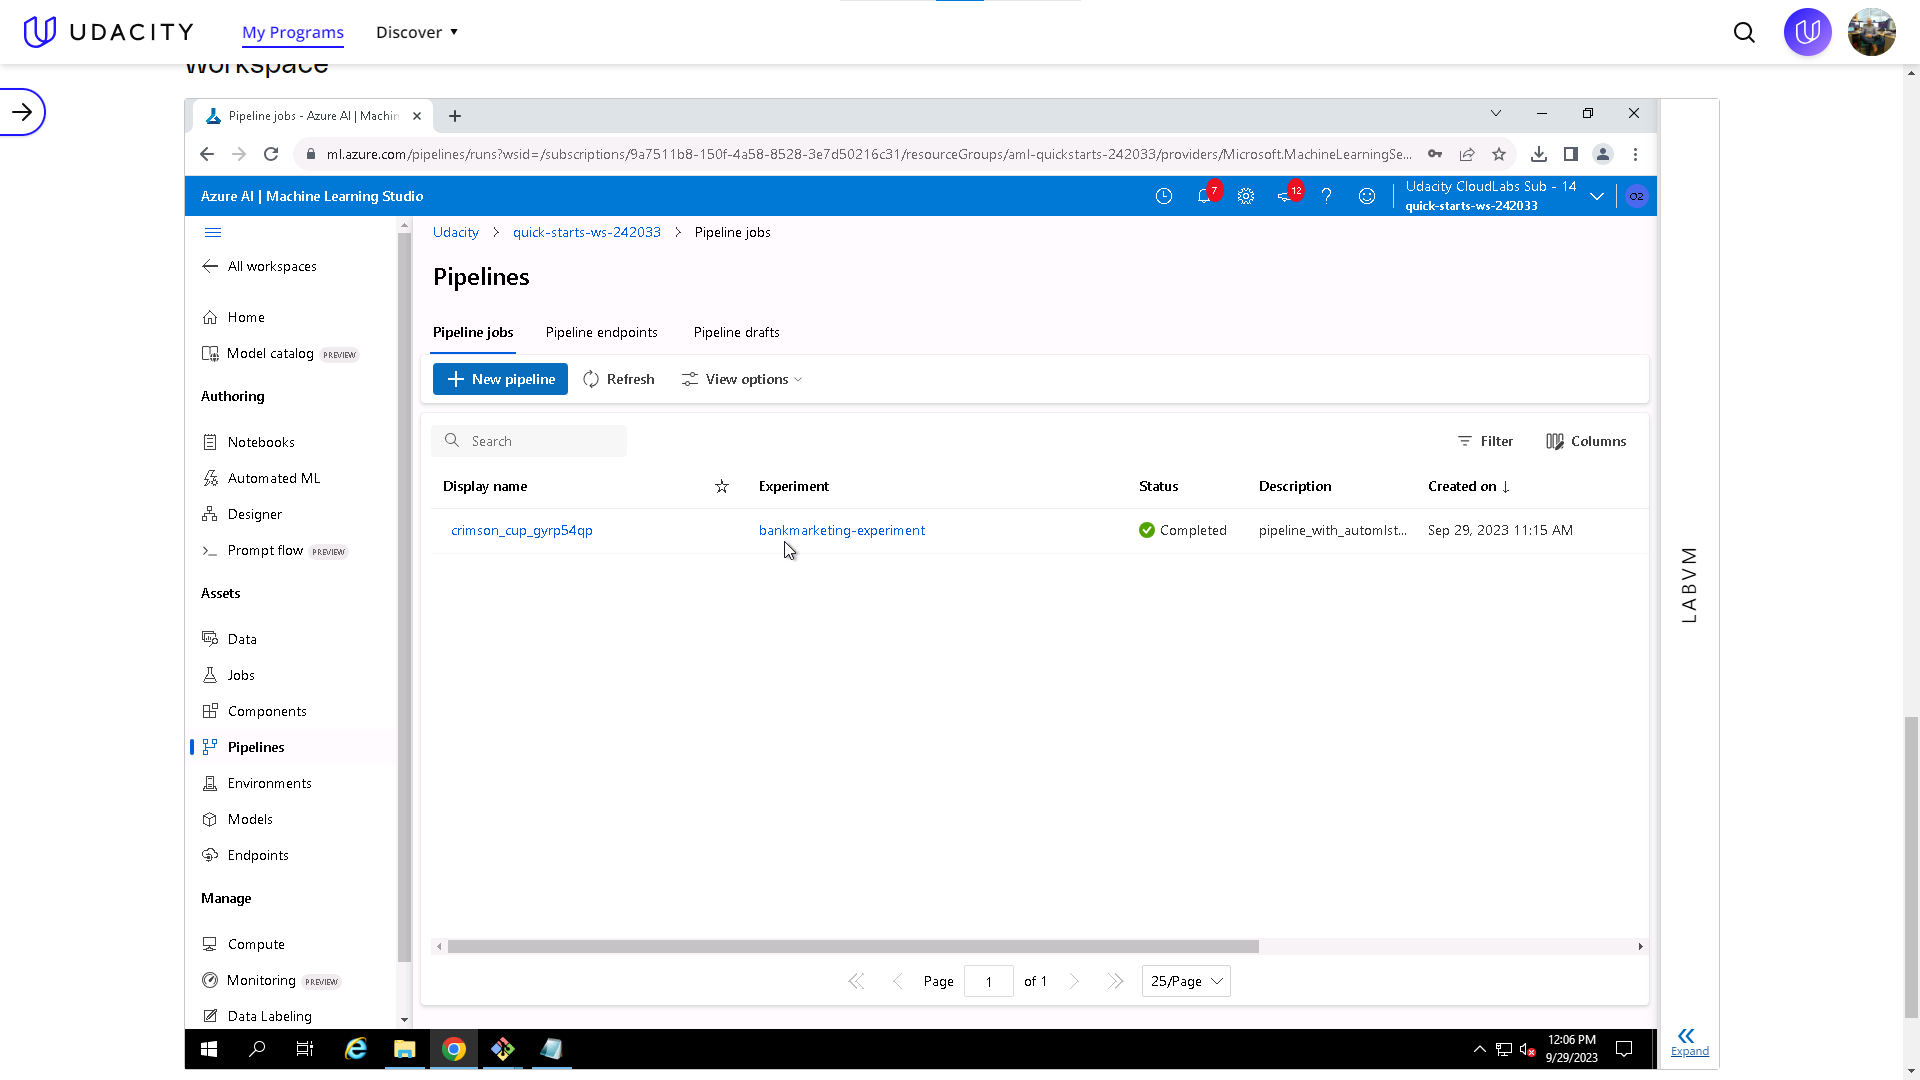 UDACITY
My Programs
Discover
Workspace
Pipeline jobs - Azure AI | Machin
ml.azure.com/pipelines/runs?wsid=/subscriptions/9a7511b8-150f-4a58-8528-3e7d50216c31/resourceGroups/aml-quickstarts-242033/providers/Microsoft.MachineLearningSe...
Azure AI | Machine Learning Studio
7
12
Udacity CloudLabs Sub - 14
quick-starts-ws-242033
O2
All workspaces
Home
Model catalog PREVIEW
Authoring
Notebooks
Automated ML
Designer
Prompt flow PREVIEW
Assets
Data
Jobs
Components
Pipelines
Environments
Models
Endpoints
Manage
Compute
Monitoring PREVIEW
Data Labeling
Udacity > quick-starts-ws-242033 > Pipeline jobs
Pipelines
Pipeline jobs Pipeline endpoints Pipeline drafts
New pipeline Refresh View options
Search
Filter Columns
Display name Experiment Status Description Created on ↓
crimson_cup_gyrp54qp bankmarketing-experiment Completed pipeline_with_automlst... Sep 29, 2023 11:15 AM
Page 1 of 1 25/Page
LABVM
Expand
12:06 PM
9/29/2023